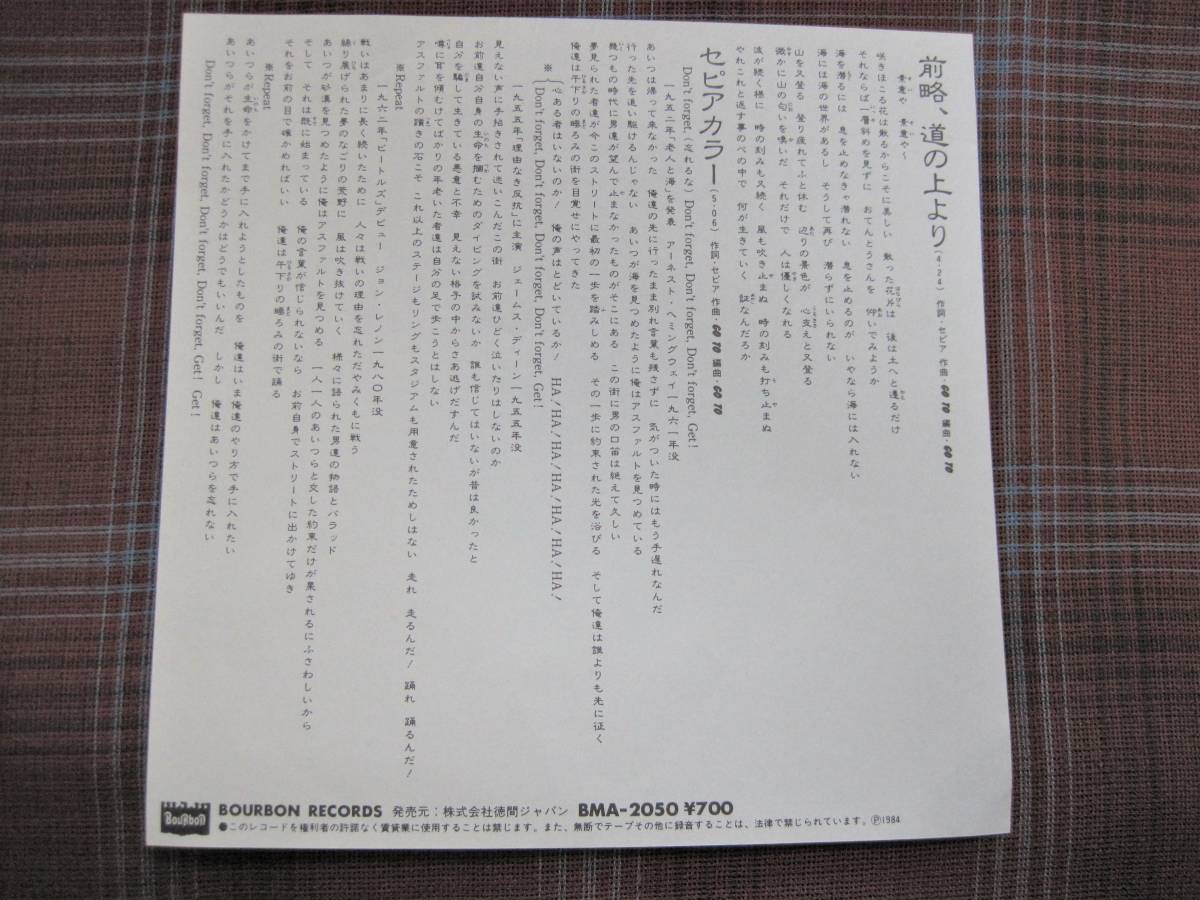 前略、道の上より (4・24) 作詞・セピア 作曲・GO TO 編曲・GO TO
素意や 素意や〜
咲きほこる花は散るからこそに美しい 散った花片は 後は土へと還るだけ
それならば一層斜めを見ずに おてんとうさんを 仰いでみようか
海を潜るには 息を止めなきゃ潜れない 息を止めるのが いやなら海には入れない
海には海の世界があるし そうして再び 潜らずにいられない
山を又登る 登り疲れてふと休む 辺りの景色が 心支えと又登る
微かに山の匂いを嗅いだ それだけで 人は優しくなれる
波が続く様に 時の刻みも又続く 風も吹き止まぬ 時の刻みも打ち止まぬ
やれこれと返す事のべの中で 何が生きていく 証なんだろか
セピアカラー (5・06) 作詞・セピア 作曲・GO TO 編曲・GO TO
Don't forget, (忘れるな) Don't forget, Don't forget, Don't forget, Get!
一九五二年「老人と海」を発表 アーネスト・ヘミングウェイ一九六一年没
あいつは帰って来なかった 俺達の先に行ったまま別れ言葉も残さずに 気がついた時にはもう手遅れなんだ
行った先を追い駆けるんじゃない あいつが海を見つめたように俺はアスファルトを見つめている
幾つもの時代に男達が望んで止まなかったものがそこにある この街に男の口笛は絶えて久しい
夢見られた者達が今このストリートに最初の一歩を踏みしめる その一歩に約束された光を浴びる そして俺達は誰よりも先に征く
俺達は午下りの微睡みの街を目覚せにやってきた
※ 心ある者はいないのか! 俺の声はとどいているか! HA! HA! HA! HA! HA! HA! HA!
Don't forget, Don't forget, Don't forget, Don't forget, Get!
一九五五年「理由なき反抗」に主演 ジェームス・ディーン一九五五年没
見えない声に手招きされて迷いこんだこの街 お前達ひどく泣いたりはしないのか
お前達自分自身の生命を掴むためのダイビングを試みないか 誰も信じてはいないが昔は良かったと
自分を騙して生きている悪意と不幸 見えない格子の中からさあ逃げだすんだ
噂に耳を傾むけてばかりの年老いた者達は自分の足で歩こうとはしない
アスファルトの躓きの石こそ これ以上のステージもリングもスタジアムも用意されたためしはない 走れ 走るんだ! 踊れ 踊るんだ!
※Repeat
一九六二年「ビートルズ」デビュー ジョン・レノン一九八〇年没
戦いはあまりに長く続いたために 人々は戦いの理由を忘れただやみくもに戦う
繰り展げられた夢のなごりの荒野に 風は吹き抜けていく 様々に語られた男達の物語とバラッド
あいつが砂漠を見つめたように俺はアスファルトを見つめる 一人一人のあいつらと交した約束だけが果されるにふさわしいから
そして それは既に始まっている 俺の言葉が信じられないなら お前自身でストリートに出かけてゆき
それをお前の目で確かめればいい 俺達は午下りの微睡みの街で踊る
※Repeat
あいつらが生命をかけてまで手に入れようとしたものを 俺達はいま俺達のやり方で手に入れたい
あいつらがそれを手に入れたかどうかはどうでもいいんだ しかし 俺達はあいつらを忘れない
Don't forget, Don't forget, Don't forget, Don't forget, Get!
BOURBON RECORDS 発売元:株式会社徳間ジャパン BMA-2050 ¥700
●このレコードを権利者の許諾なく賃貸業に使用することは禁じます。また、無断でテープその他に録音することは、法律で禁じられています。Ⓟ1984
BOURBON